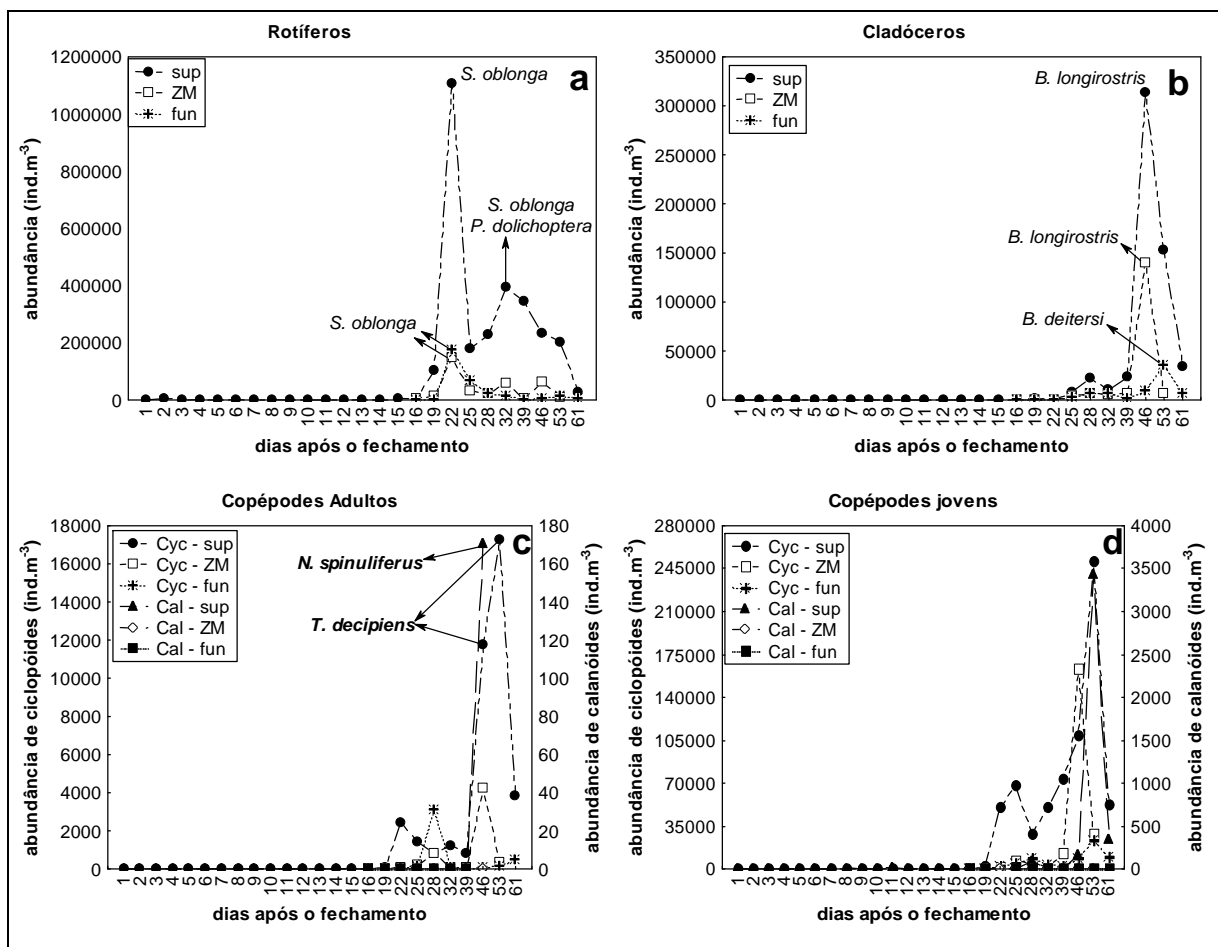 Rotíferos
a
sup
ZM
fun
S. oblonga
S. oblonga
P. dolichoptera
S. oblonga
abundância (ind.m-3)
1200000
1000000
800000
600000
400000
200000
0
1 2 3 4 5 6 7 8 9 10 11 12 13 14 15 16 19 22 25 28 32 39 46 53 61
dias após o fechamento
Cladóceros
b
sup
ZM
fun
B. longirostris
B. longirostris
B. deitersi
abundância (ind.m-3)
350000
300000
250000
200000
150000
100000
50000
0
1 2 3 4 5 6 7 8 9 10 11 12 13 14 15 16 19 22 25 28 32 39 46 53 61
dias após o fechamento
Copépodes Adultos
c
Cyc - sup
Cyc - ZM
Cyc - fun
Cal - sup
Cal - ZM
Cal - fun
N. spinuliferus
T. decipiens
abundância de ciclopóides (ind.m-3)
18000
16000
14000
12000
10000
8000
6000
4000
2000
0
180
160
140
120
100
80
60
40
20
0
abundância de calanóides (ind.m-3)
1 2 3 4 5 6 7 8 9 10 11 12 13 14 15 16 19 22 25 28 32 39 46 53 61
dias após o fechamento
Copépodes jovens
d
Cyc - sup
Cyc - ZM
Cyc - fun
Cal - sup
Cal - ZM
Cal - fun
abundância de ciclopóides (ind.m-3)
280000
245000
210000
175000
140000
105000
70000
35000
0
4000
3500
3000
2500
2000
1500
1000
500
0
abundância de calanóides (ind.m-3)
1 2 3 4 5 6 7 8 9 10 11 12 13 14 15 16 19 22 25 28 32 39 46 53 61
dias após o fechamento